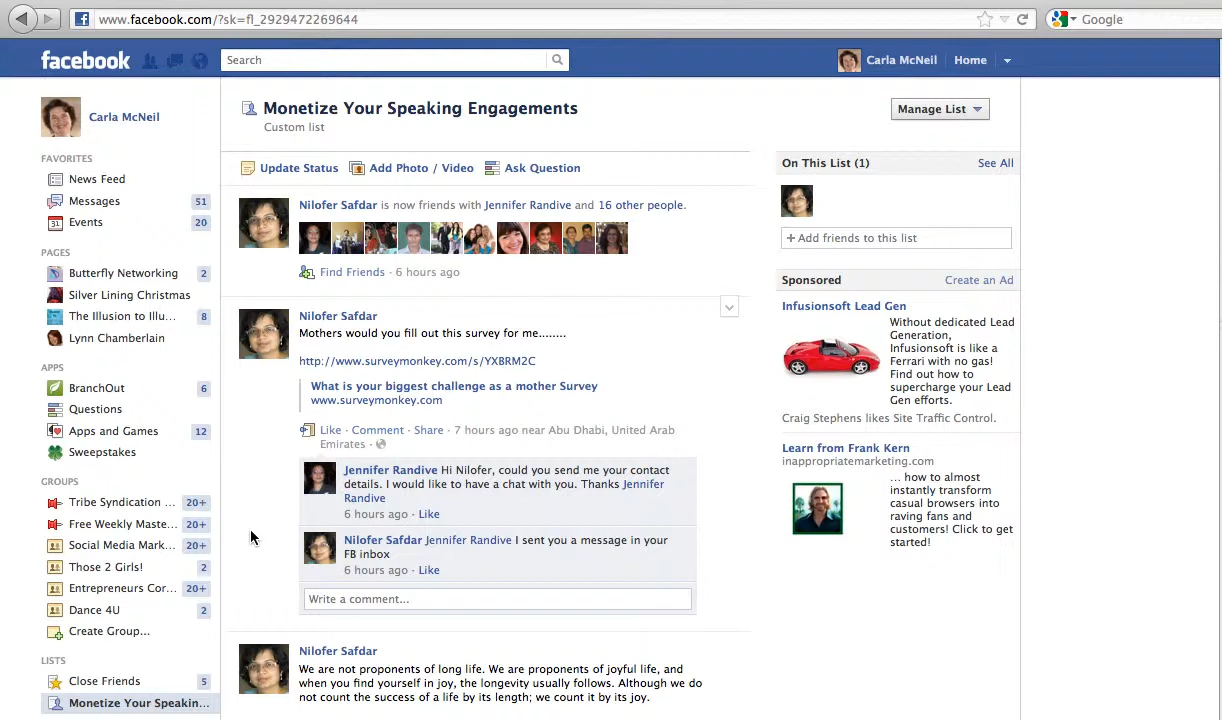 www.facebook.com/?sk=fl_2929472269644
Google
facebook
Search
Carla McNeil
Home
Carla McNeil
FAVORITES
News Feed
Messages 51
Events 20
PAGES
Butterfly Networking 2
Silver Lining Christmas
The Illusion to Illu... 8
Lynn Chamberlain
APPS
BranchOut 6
Questions
Apps and Games 12
Sweepstakes
GROUPS
Tribe Syndication ... 20+
Free Weekly Maste... 20+
Social Media Mark... 20+
Those 2 Girls! 2
Entrepreneurs Cor... 20+
Dance 4U 2
Create Group...
LISTS
Close Friends 5
Monetize Your Speakin...
Monetize Your Speaking Engagements
Custom list
Manage List
Update Status Add Photo / Video Ask Question
Nilofer Safdar is now friends with Jennifer Randive and 16 other people.
Find Friends · 6 hours ago
Nilofer Safdar
Mothers would you fill out this survey for me........
http://www.surveymonkey.com/s/YXBRM2C
What is your biggest challenge as a mother Survey
www.surveymonkey.com
Like · Comment · Share · 7 hours ago near Abu Dhabi, United Arab
Emirates ·
Jennifer Randive Hi Nilofer, could you send me your contact
details. I would like to have a chat with you. Thanks Jennifer
Randive
6 hours ago · Like
Nilofer Safdar Jennifer Randive I sent you a message in your
FB inbox
6 hours ago · Like
Write a comment...
Nilofer Safdar
We are not proponents of long life. We are proponents of joyful life, and
when you find yourself in joy, the longevity usually follows. Although we do
not count the success of a life by its length; we count it by its joy.
On This List (1) See All
+ Add friends to this list
Sponsored Create an Ad
Infusionsoft Lead Gen
Without dedicated Lead
Generation,
Infusionsoft is like a
Ferrari with no gas!
Find out how to
supercharge your Lead
Gen efforts.
Craig Stephens likes Site Traffic Control.
Learn from Frank Kern
inappropriatemarketing.com
... how to almost
instantly transform
casual browsers into
raving fans and
customers! Click to get
started!